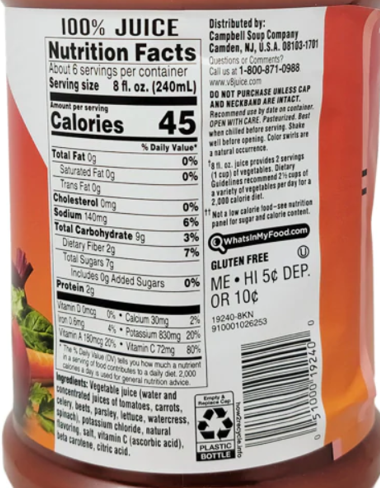 100% JUICE
Nutrition Facts
About 6 servings per container
Serving size 8 fl. oz. (240mL)
Amount per serving
Calories 45
% Daily Value*
Total Fat 0g 0%
Saturated Fat 0g 0%
Trans Fat 0g
Cholesterol 0mg 0%
Sodium 140mg 6%
Total Carbohydrate 9g 3%
Dietary Fiber 2g 7%
Total Sugars 7g
Includes 0g Added Sugars 0%
Protein 2g
Vitamin D 0mcg 0% • Calcium 30mg 2%
Iron 0.6mg 4% • Potassium 830mg 20%
Vitamin A 180mcg 20% • Vitamin C 72mg 80%
* The % Daily Value (DV) tells you how much a nutrient
in a serving of food contributes to a daily diet. 2,000
calories a day is used for general nutrition advice.
Ingredients: Vegetable juice (water and
concentrated juices of tomatoes, carrots,
celery, beets, parsley, lettuce, watercress,
spinach), potassium chloride, natural
flavoring, salt, vitamin C (ascorbic acid),
beta carotene, citric acid.
Distributed by:
Campbell Soup Company
Camden, NJ, U.S.A. 08103-1701
Questions or Comments?
Call us at 1-800-871-0988
www.v8juice.com
DO NOT PURCHASE UNLESS CAP
AND NECKBAND ARE INTACT.
Recommend use by date on container.
OPEN WITH CARE. Pasteurized. Best
when chilled before serving. Shake
well before opening. Color swirls are
a natural occurrence.
†8 fl. oz. juice provides 2 servings
(1 cup) of vegetables. Dietary
Guidelines recommend 2½ cups of
a variety of vegetables per day for a
2,000 calorie diet.
†† Not a low calorie food–see nutrition
panel for sugar and calorie content.
WhatsInMyFood.com
GLUTEN FREE U
ME • HI 5¢ DEP.
OR 10¢
19240-8KN
910001026253
Empty &
Replace Cap
PLASTIC
BOTTLE
how2recycle.info
0 51000 19240 0